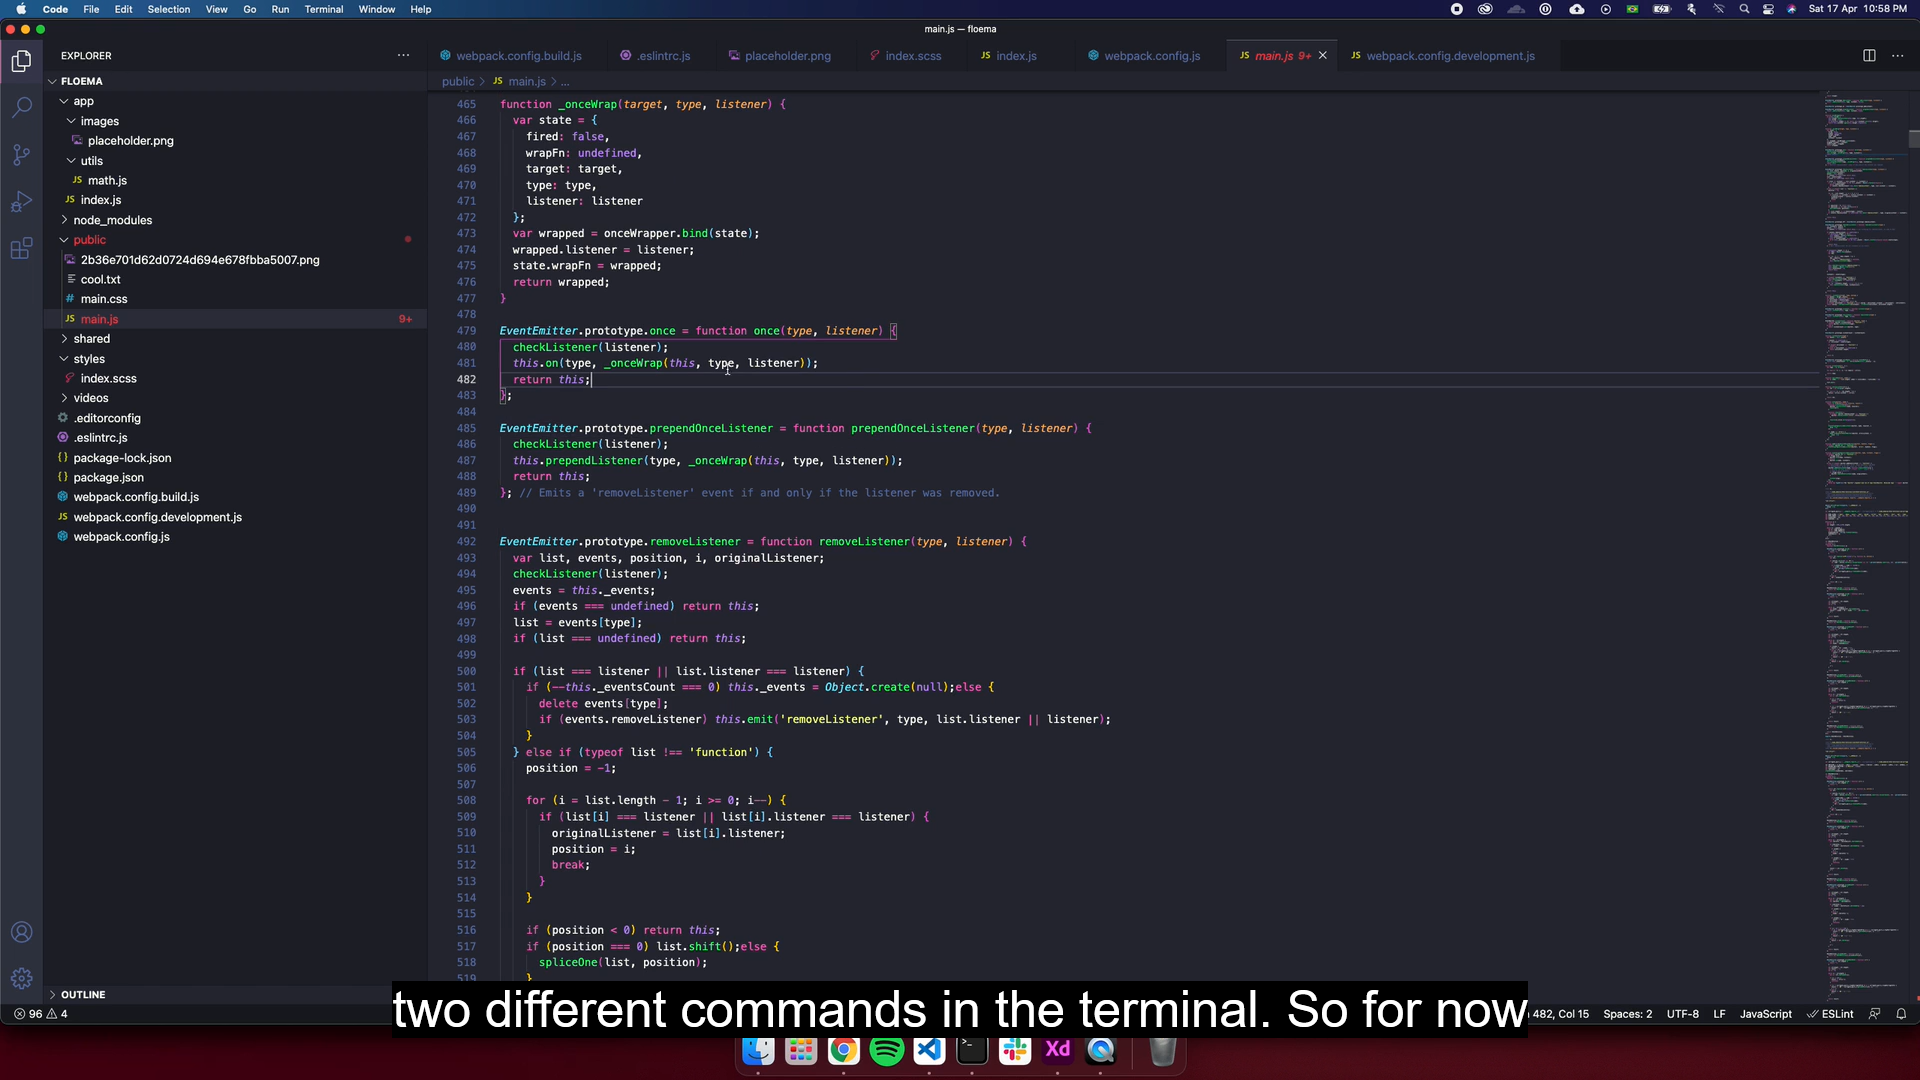 Code File Edit Selection View Go Run Terminal Window Help Sat 17 Apr 10:58 PM
main.js — floema
EXPLORER
webpack.config.build.js .eslintrc.js placeholder.png index.scss JS index.js webpack.config.js JS main.js 9+ JS webpack.config.development.js
FLOEMA
public > JS main.js > ...
app
images
placeholder.png
utils
JS math.js
JS index.js
node_modules
public
2b36e701d62d0724d694e678fbba5007.png
cool.txt
# main.css
JS main.js 9+
shared
styles
index.scss
videos
.editorconfig
.eslintrc.js
{} package-lock.json
{} package.json
webpack.config.build.js
JS webpack.config.development.js
webpack.config.js
OUTLINE
465 function _onceWrap(target, type, listener) {
466 var state = {
467 fired: false,
468 wrapFn: undefined,
469 target: target,
470 type: type,
471 listener: listener
472 };
473 var wrapped = onceWrapper.bind(state);
474 wrapped.listener = listener;
475 state.wrapFn = wrapped;
476 return wrapped;
477 }
478
479 EventEmitter.prototype.once = function once(type, listener) {
480 checkListener(listener);
481 this.on(type, _onceWrap(this, type, listener));
482 return this;
483 };
484
485 EventEmitter.prototype.prependOnceListener = function prependOnceListener(type, listener) {
486 checkListener(listener);
487 this.prependListener(type, _onceWrap(this, type, listener));
488 return this;
489 }; // Emits a 'removeListener' event if and only if the listener was removed.
490
491
492 EventEmitter.prototype.removeListener = function removeListener(type, listener) {
493 var list, events, position, i, originalListener;
494 checkListener(listener);
495 events = this._events;
496 if (events === undefined) return this;
497 list = events[type];
498 if (list === undefined) return this;
499
500 if (list === listener || list.listener === listener) {
501 if (--this._eventsCount === 0) this._events = Object.create(null);else {
502 delete events[type];
503 if (events.removeListener) this.emit('removeListener', type, list.listener || listener);
504 }
505 } else if (typeof list !== 'function') {
506 position = -1;
507
508 for (i = list.length - 1; i >= 0; i--) {
509 if (list[i] === listener || list[i].listener === listener) {
510 originalListener = list[i].listener;
511 position = i;
512 break;
513 }
514 }
515
516 if (position < 0) return this;
517 if (position === 0) list.shift();else {
518 spliceOne(list, position);
519 }
two different commands in the terminal. So for now
96 4 482, Col 15 Spaces: 2 UTF-8 LF JavaScript ESLint
Xd